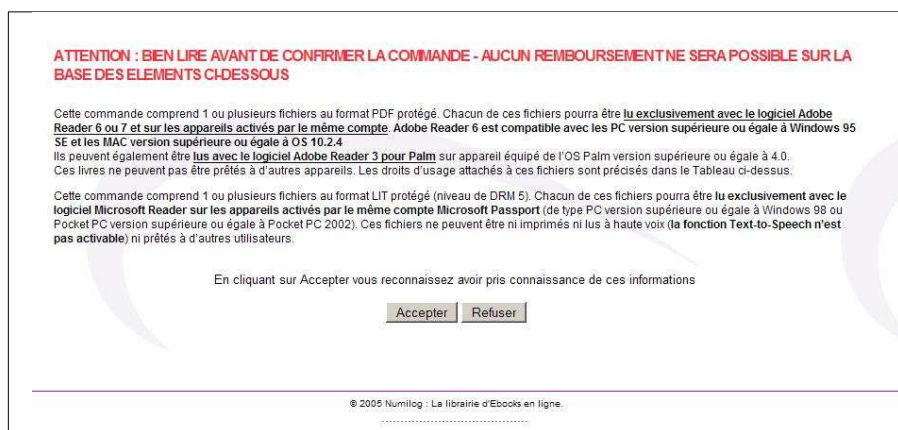 ATTENTION : BIEN LIRE AVANT DE CONFIRMER LA COMMANDE - AUCUN REMBOURSEMENT NE SERA POSSIBLE SUR LA
BASE DES ELEMENTS CI-DESSOUS
Cette commande comprend 1 ou plusieurs fichiers au format PDF protégé. Chacun de ces fichiers pourra être lu exclusivement avec le logiciel Adobe
Reader 6 ou 7 et sur les appareils activés par le même compte. Adobe Reader 6 est compatible avec les PC version supérieure ou égale à Windows 95
SE et les MAC version supérieure ou égale à OS 10.2.4
Ils peuvent également être lus avec le logiciel Adobe Reader 3 pour Palm sur appareil équipé de l'OS Palm version supérieure ou égale à 4.0.
Ces livres ne peuvent pas être prêtés à d'autres appareils. Les droits d'usage attachés à ces fichiers sont précisés dans le Tableau ci-dessus.
Cette commande comprend 1 ou plusieurs fichiers au format LIT protégé (niveau de DRM 5). Chacun de ces fichiers pourra être lu exclusivement avec le
logiciel Microsoft Reader sur les appareils activés par le même compte Microsoft Passport (de type PC version supérieure ou égale à Windows 98 ou
Pocket PC version supérieure ou égale à Pocket PC 2002). Ces fichiers ne peuvent être ni imprimés ni lus à haute voix (la fonction Text-to-Speech n'est
pas activable) ni prêtés à d'autres utilisateurs.
En cliquant sur Accepter vous reconnaissez avoir pris connaissance de ces informations
Accepter Refuser
© 2005 Numilog : La librairie d'Ebooks en ligne.